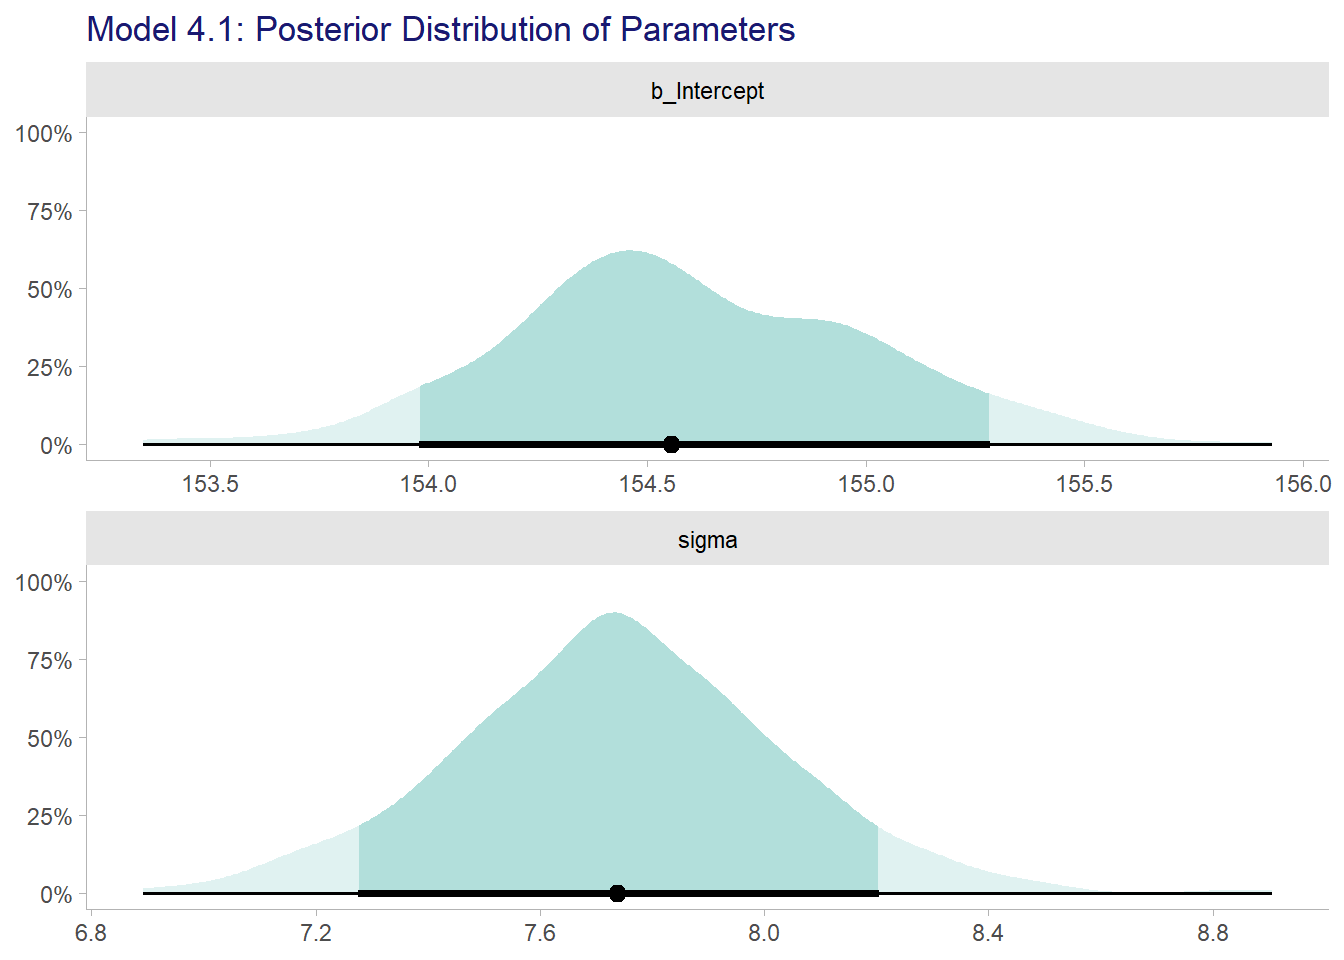 Model 4.1: Posterior Distribution of Parameters
b_Intercept
100%
75%
50%
25%
0%
153.5 154.0 154.5 155.0 155.5 156.0
sigma
100%
75%
50%
25%
0%
6.8 7.2 7.6 8.0 8.4 8.8